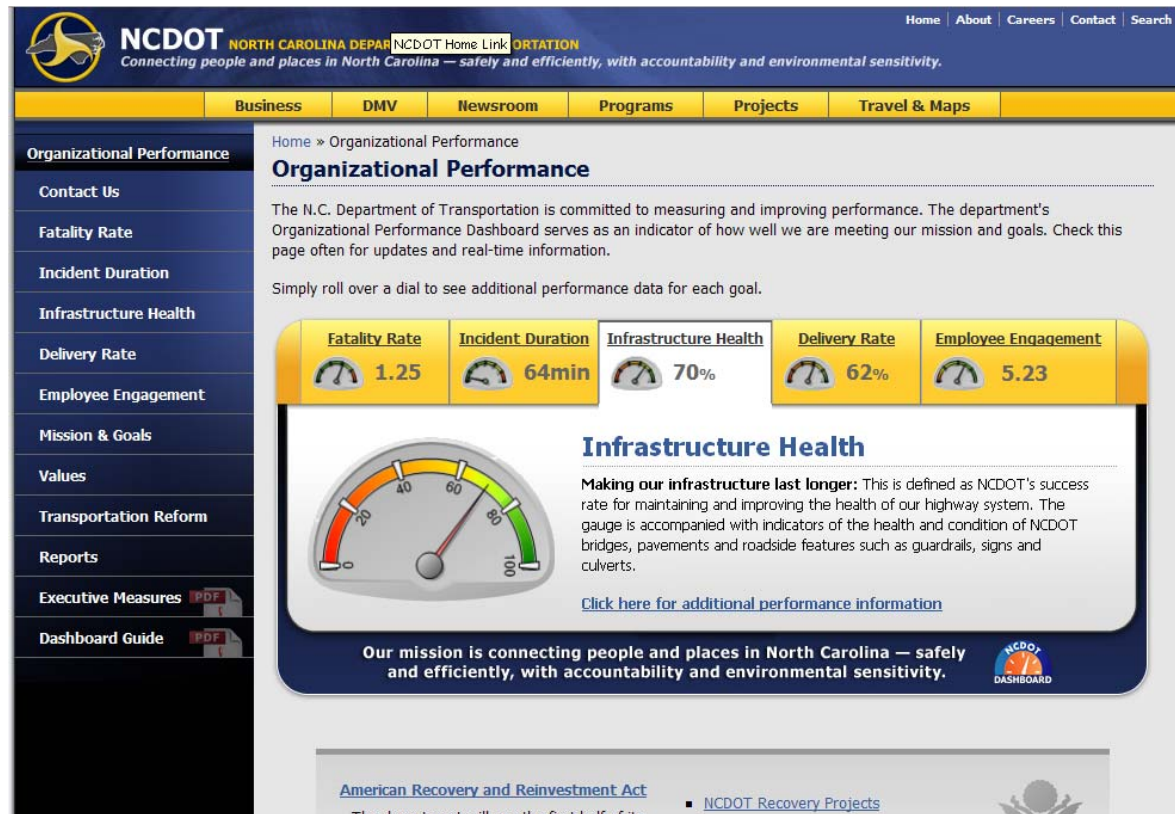 Home | About | Careers | Contact | Search
NCDOT NORTH CAROLINA DEPAR NCDOT Home Link ORTATION
Connecting people and places in North Carolina — safely and efficiently, with accountability and environmental sensitivity.
Business DMV Newsroom Programs Projects Travel & Maps
Organizational Performance
Contact Us
Fatality Rate
Incident Duration
Infrastructure Health
Delivery Rate
Employee Engagement
Mission & Goals
Values
Transportation Reform
Reports
Executive Measures PDF
Dashboard Guide PDF
Home » Organizational Performance
Organizational Performance
The N.C. Department of Transportation is committed to measuring and improving performance. The department's
Organizational Performance Dashboard serves as an indicator of how well we are meeting our mission and goals. Check this
page often for updates and real-time information.
Simply roll over a dial to see additional performance data for each goal.
Fatality Rate Incident Duration Infrastructure Health Delivery Rate Employee Engagement
1.25 64min 70% 62% 5.23
0 20 40 60 80 100
Infrastructure Health
Making our infrastructure last longer: This is defined as NCDOT's success
rate for maintaining and improving the health of our highway system. The
gauge is accompanied with indicators of the health and condition of NCDOT
bridges, pavements and roadside features such as guardrails, signs and
culverts.
Click here for additional performance information
Our mission is connecting people and places in North Carolina — safely
and efficiently, with accountability and environmental sensitivity.
NCDOT
DASHBOARD
American Recovery and Reinvestment Act
▪ NCDOT Recovery Projects